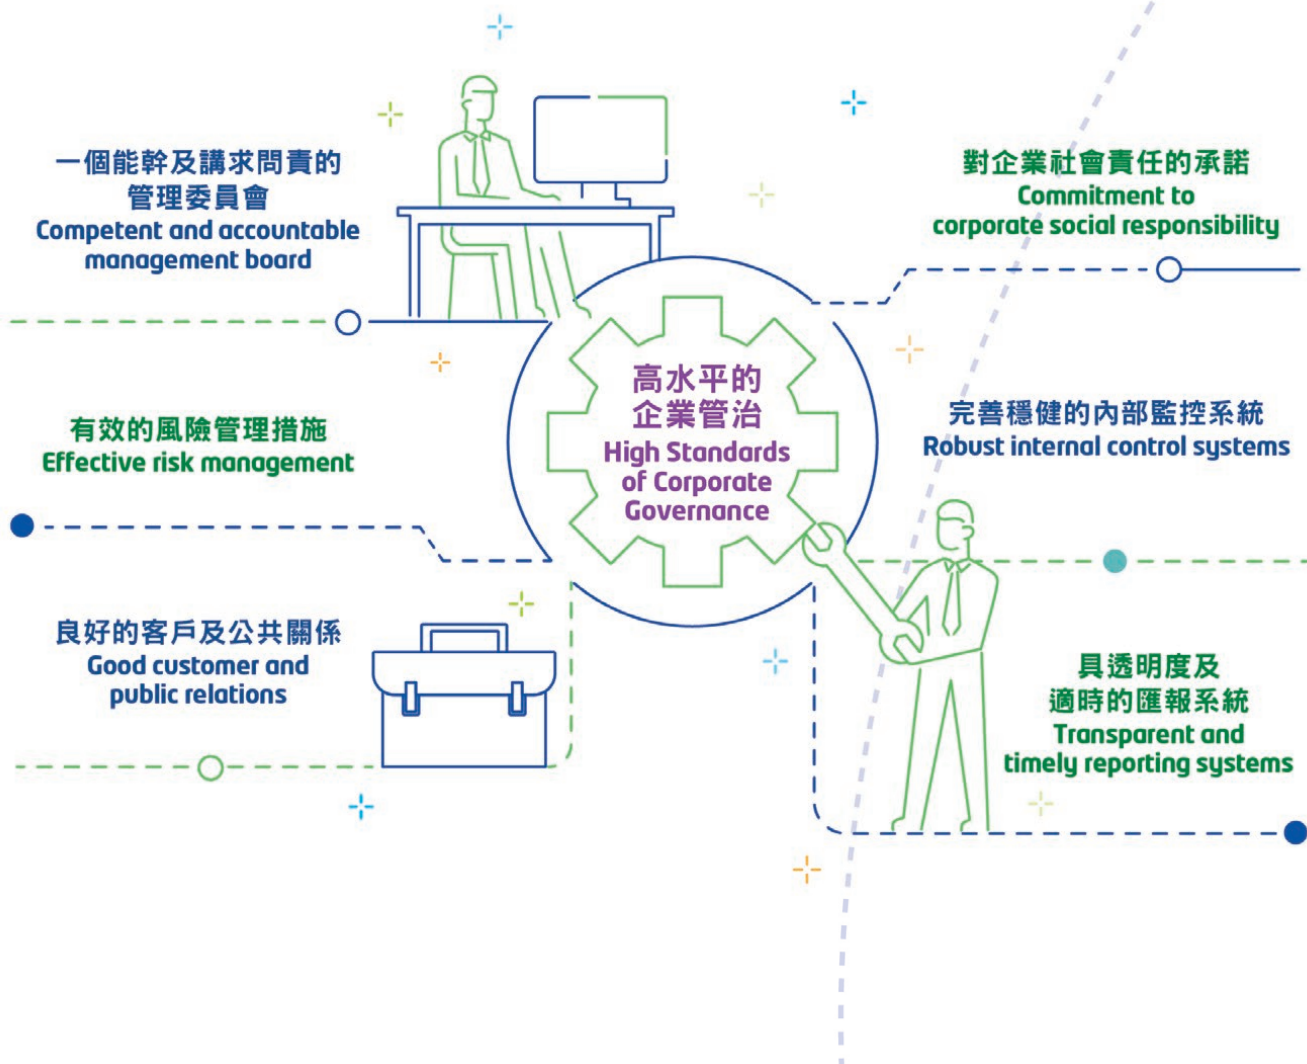 一個能幹及講求問責的
管理委員會
Competent and accountable
management board
有效的風險管理措施
Effective risk management
良好的客戶及公共關係
Good customer and
public relations
高水平的
企業管治
High Standards
of Corporate
Governance
對企業社會責任的承諾
Commitment to
corporate social responsibility
完善穩健的內部監控系統
Robust internal control systems
具透明度及
適時的匯報系統
Transparent and
timely reporting systems